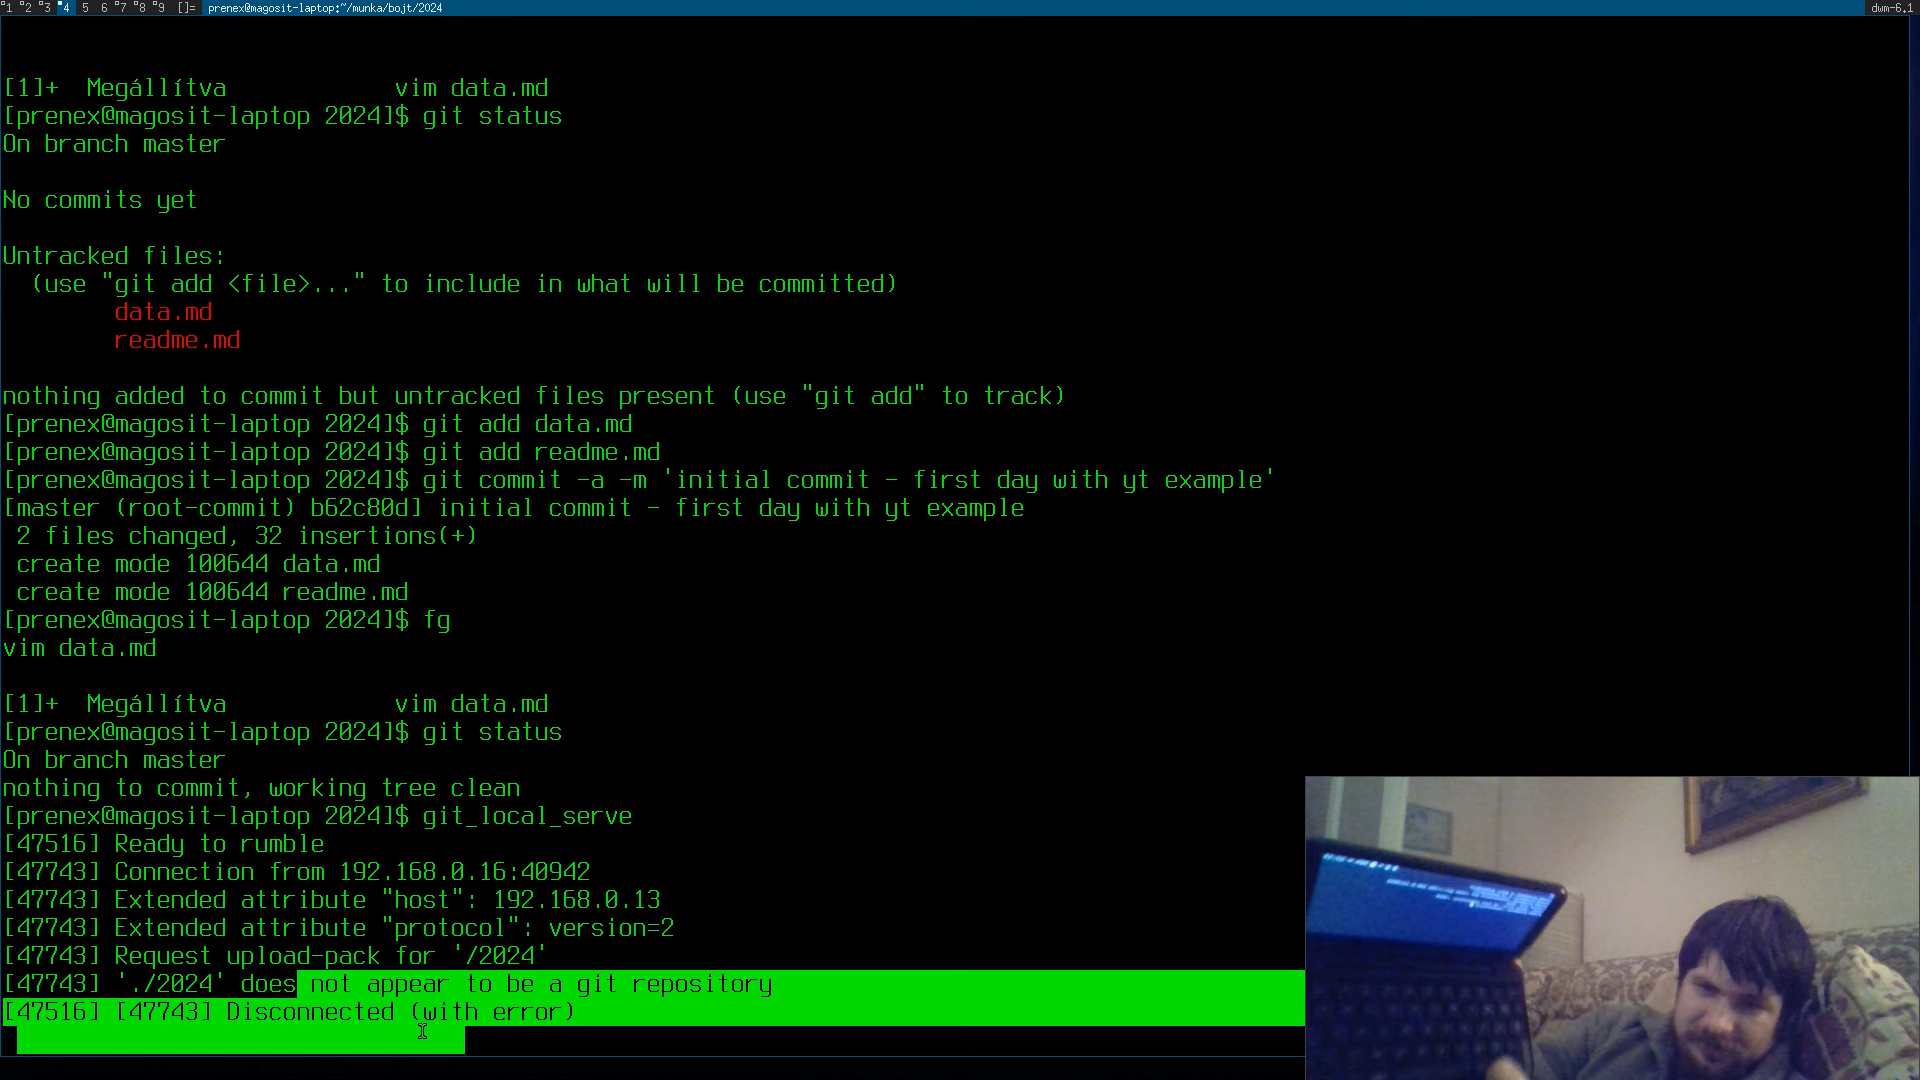 1 2 3 4 5 6 7 8 9 []= prenex@magosit-laptop:~/munka/bojt/2024 dwm-6.1
[1]+  Megállítva            vim data.md
[prenex@magosit-laptop 2024]$ git status
On branch master
No commits yet
Untracked files:
  (use "git add <file>..." to include in what will be committed)
        data.md
        readme.md
nothing added to commit but untracked files present (use "git add" to track)
[prenex@magosit-laptop 2024]$ git add data.md
[prenex@magosit-laptop 2024]$ git add readme.md
[prenex@magosit-laptop 2024]$ git commit -a -m 'initial commit - first day with yt example'
[master (root-commit) b62c80d] initial commit - first day with yt example
 2 files changed, 32 insertions(+)
 create mode 100644 data.md
 create mode 100644 readme.md
[prenex@magosit-laptop 2024]$ fg
vim data.md
[1]+  Megállítva            vim data.md
[prenex@magosit-laptop 2024]$ git status
On branch master
nothing to commit, working tree clean
[prenex@magosit-laptop 2024]$ git_local_serve
[47516] Ready to rumble
[47743] Connection from 192.168.0.16:40942
[47743] Extended attribute "host": 192.168.0.13
[47743] Extended attribute "protocol": version=2
[47743] Request upload-pack for '/2024'
[47743] './2024' does not appear to be a git repository
[47516] [47743] Disconnected (with error)